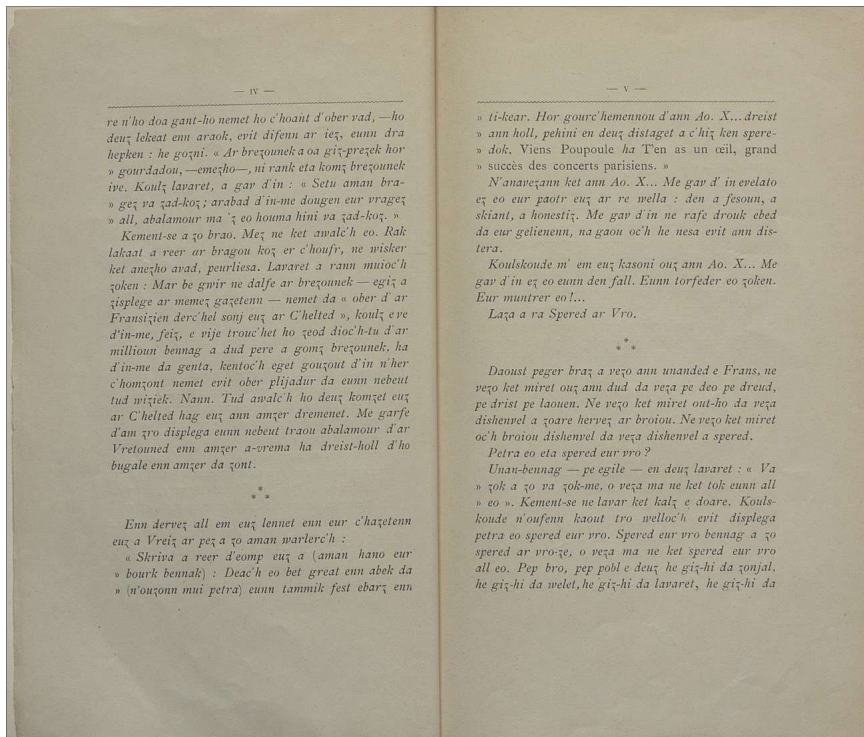 — IV —
re n'ho doa gant-ho nemet ho c'hoant d'ober vad, —ho
deuz lekeat enn araok, evit difenn ar iez, eunn dra
hepken : he gozni. « Ar brezounek a oa giz-prezek hor
» gourdadou, —emezho—, ni rank eta komz brezounek
ive. Koulz lavaret, a gav d'in : « Setu aman bra-
» gez va zad-koz ; arabad d'in-me dougen eur vragez
» all, abalamour ma 'z eo houma hini va zad-koz. »
Kement-se a zo brao. Mez ne ket awalc'h eo. Rak
lakaat a reer ar bragou koz er c'houfr, ne wisker
ket anezho avad, peurliesa. Lavaret a rann muioc'h
zoken : Mar be gwir ne dalfe ar brezounek — egiz a
zisplege ar memez gazetenn — nemet da « ober d' ar
Fransizien derc'hel sonj euz ar C'helted », koulz e ve
d'in-me, feiz, e vije trouc'het ho zeod dioc'h-tu d'ar
millioun bennag a dud pere a gomz brezounek, ha
d'in-me da genta, kentoc'h eget gouzout d'in n'her
c'homzont nemet evit ober plijadur da eunn nebeut
tud wiziek. Nann. Tud awalc'h ho deuz komzet euz
ar C'helted hag euz ann amzer dremenet. Me garfe
d'am zro displega eunn nebeut traou abalamour d'ar
Vretouned enn amzer a-vrema ha dreist-holl d'ho
bugale enn amzer da zont.
* * *
Enn dervez all em euz lennet enn eur c'hazetenn
euz a Vreiz ar pez a zo aman warlerc'h :
« Skriva a reer d'eomp euz a (aman hano eur
» bourk bennak) : Deac'h eo bet great enn abek da
» (n'ouzonn mui petra) eunn tammik fest ebarz enn
— V —
» ti-kear. Hor gourc'hemennou d'ann Ao. X... dreist
» ann holl, pehini en deuz distaget a c'hiz ken spere-
» dok. Viens Poupoule ha T'en as un œil, grand
» succès des concerts parisiens. »
N'anavezann ket ann Ao. X... Me gav d' in evelato
ez eo eur paotr euz ar re wella : den a fesoun, a
skiant, a honestiz. Me gav d'in ne rafe drouk ebed
da eur gelienenn, na gaou oc'h he nesa evit ann dis-
tera.
Koulskoude m' em euz kasoni ouz ann Ao. X... Me
gav d'in ez eo eunn den fall. Eunn torfeder eo zoken.
Eur muntrer eo !...
Laza a ra Spered ar Vro.
* * *
Daoust peger braz a vezo ann unanded e Frans, ne
vezo ket miret ouz ann dud da veza pe deo pe dreud,
pe drist pe laouen. Ne vezo ket miret out-ho da veza
dishenvel a zoare hervez ar broiou. Ne vezo ket miret
oc'h broiou dishenvel da veza dishenvel a spered.
Petra eo eta spered eur vro ?
Unan-bennag — pe egile — en deuz lavaret : « Va
» zok a zo va zok-me, o veza ma ne ket tok eunn all
» eo ». Kement-se ne lavar ket kalz e doare. Kouls-
koude n'oufenn kaout tro welloc'h evit displega
petra eo spered eur vro. Spered eur vro bennag a zo
spered ar vro-ze, o veza ma ne ket spered eur vro
all eo. Pep bro, pep pobl e deuz he giz-hi da zonjal,
he giz-hi da welet, he giz-hi da lavaret, he giz-hi da